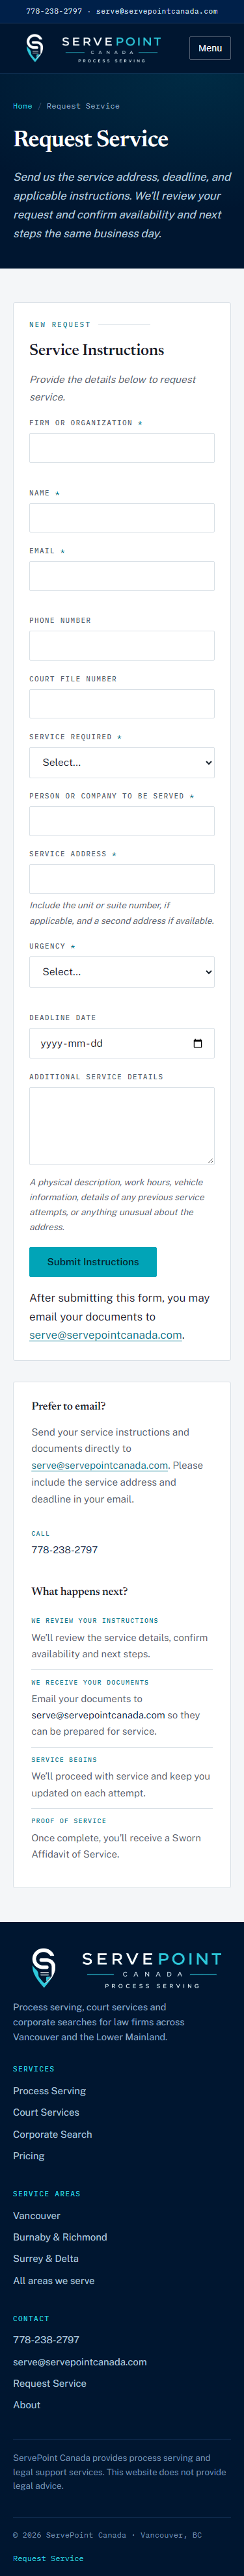 778-238-2797 · serve@servepointcanada.com
SERVEPOINT
CANADA
PROCESS SERVING
Menu
Home / Request Service
Request Service
Send us the service address, deadline, and
applicable instructions. We'll review your
request and confirm availability and next
steps the same business day.
NEW REQUEST
Service Instructions
Provide the details below to request
service.
FIRM OR ORGANIZATION *
NAME *
EMAIL *
PHONE NUMBER
COURT FILE NUMBER
SERVICE REQUIRED *
Select...
PERSON OR COMPANY TO BE SERVED *
SERVICE ADDRESS *
Include the unit or suite number, if
applicable, and a second address if available.
URGENCY *
Select...
DEADLINE DATE
yyyy-mm-dd
ADDITIONAL SERVICE DETAILS
A physical description, work hours, vehicle
information, details of any previous service
attempts, or anything unusual about the
address.
Submit Instructions
After submitting this form, you may
email your documents to
serve@servepointcanada.com.
Prefer to email?
Send your service instructions and
documents directly to
serve@servepointcanada.com. Please
include the service address and
deadline in your email.
CALL
778-238-2797
What happens next?
WE REVIEW YOUR INSTRUCTIONS
We'll review the service details, confirm
availability and next steps.
WE RECEIVE YOUR DOCUMENTS
Email your documents to
serve@servepointcanada.com so they
can be prepared for service.
SERVICE BEGINS
We'll proceed with service and keep you
updated on each attempt.
PROOF OF SERVICE
Once complete, you'll receive a Sworn
Affidavit of Service.
SERVEPOINT
CANADA
PROCESS SERVING
Process serving, court services and
corporate searches for law firms across
Vancouver and the Lower Mainland.
SERVICES
Process Serving
Court Services
Corporate Search
Pricing
SERVICE AREAS
Vancouver
Burnaby & Richmond
Surrey & Delta
All areas we serve
CONTACT
778-238-2797
serve@servepointcanada.com
Request Service
About
ServePoint Canada provides process serving and
legal support services. This website does not provide
legal advice.
© 2026 ServePoint Canada · Vancouver, BC
Request Service